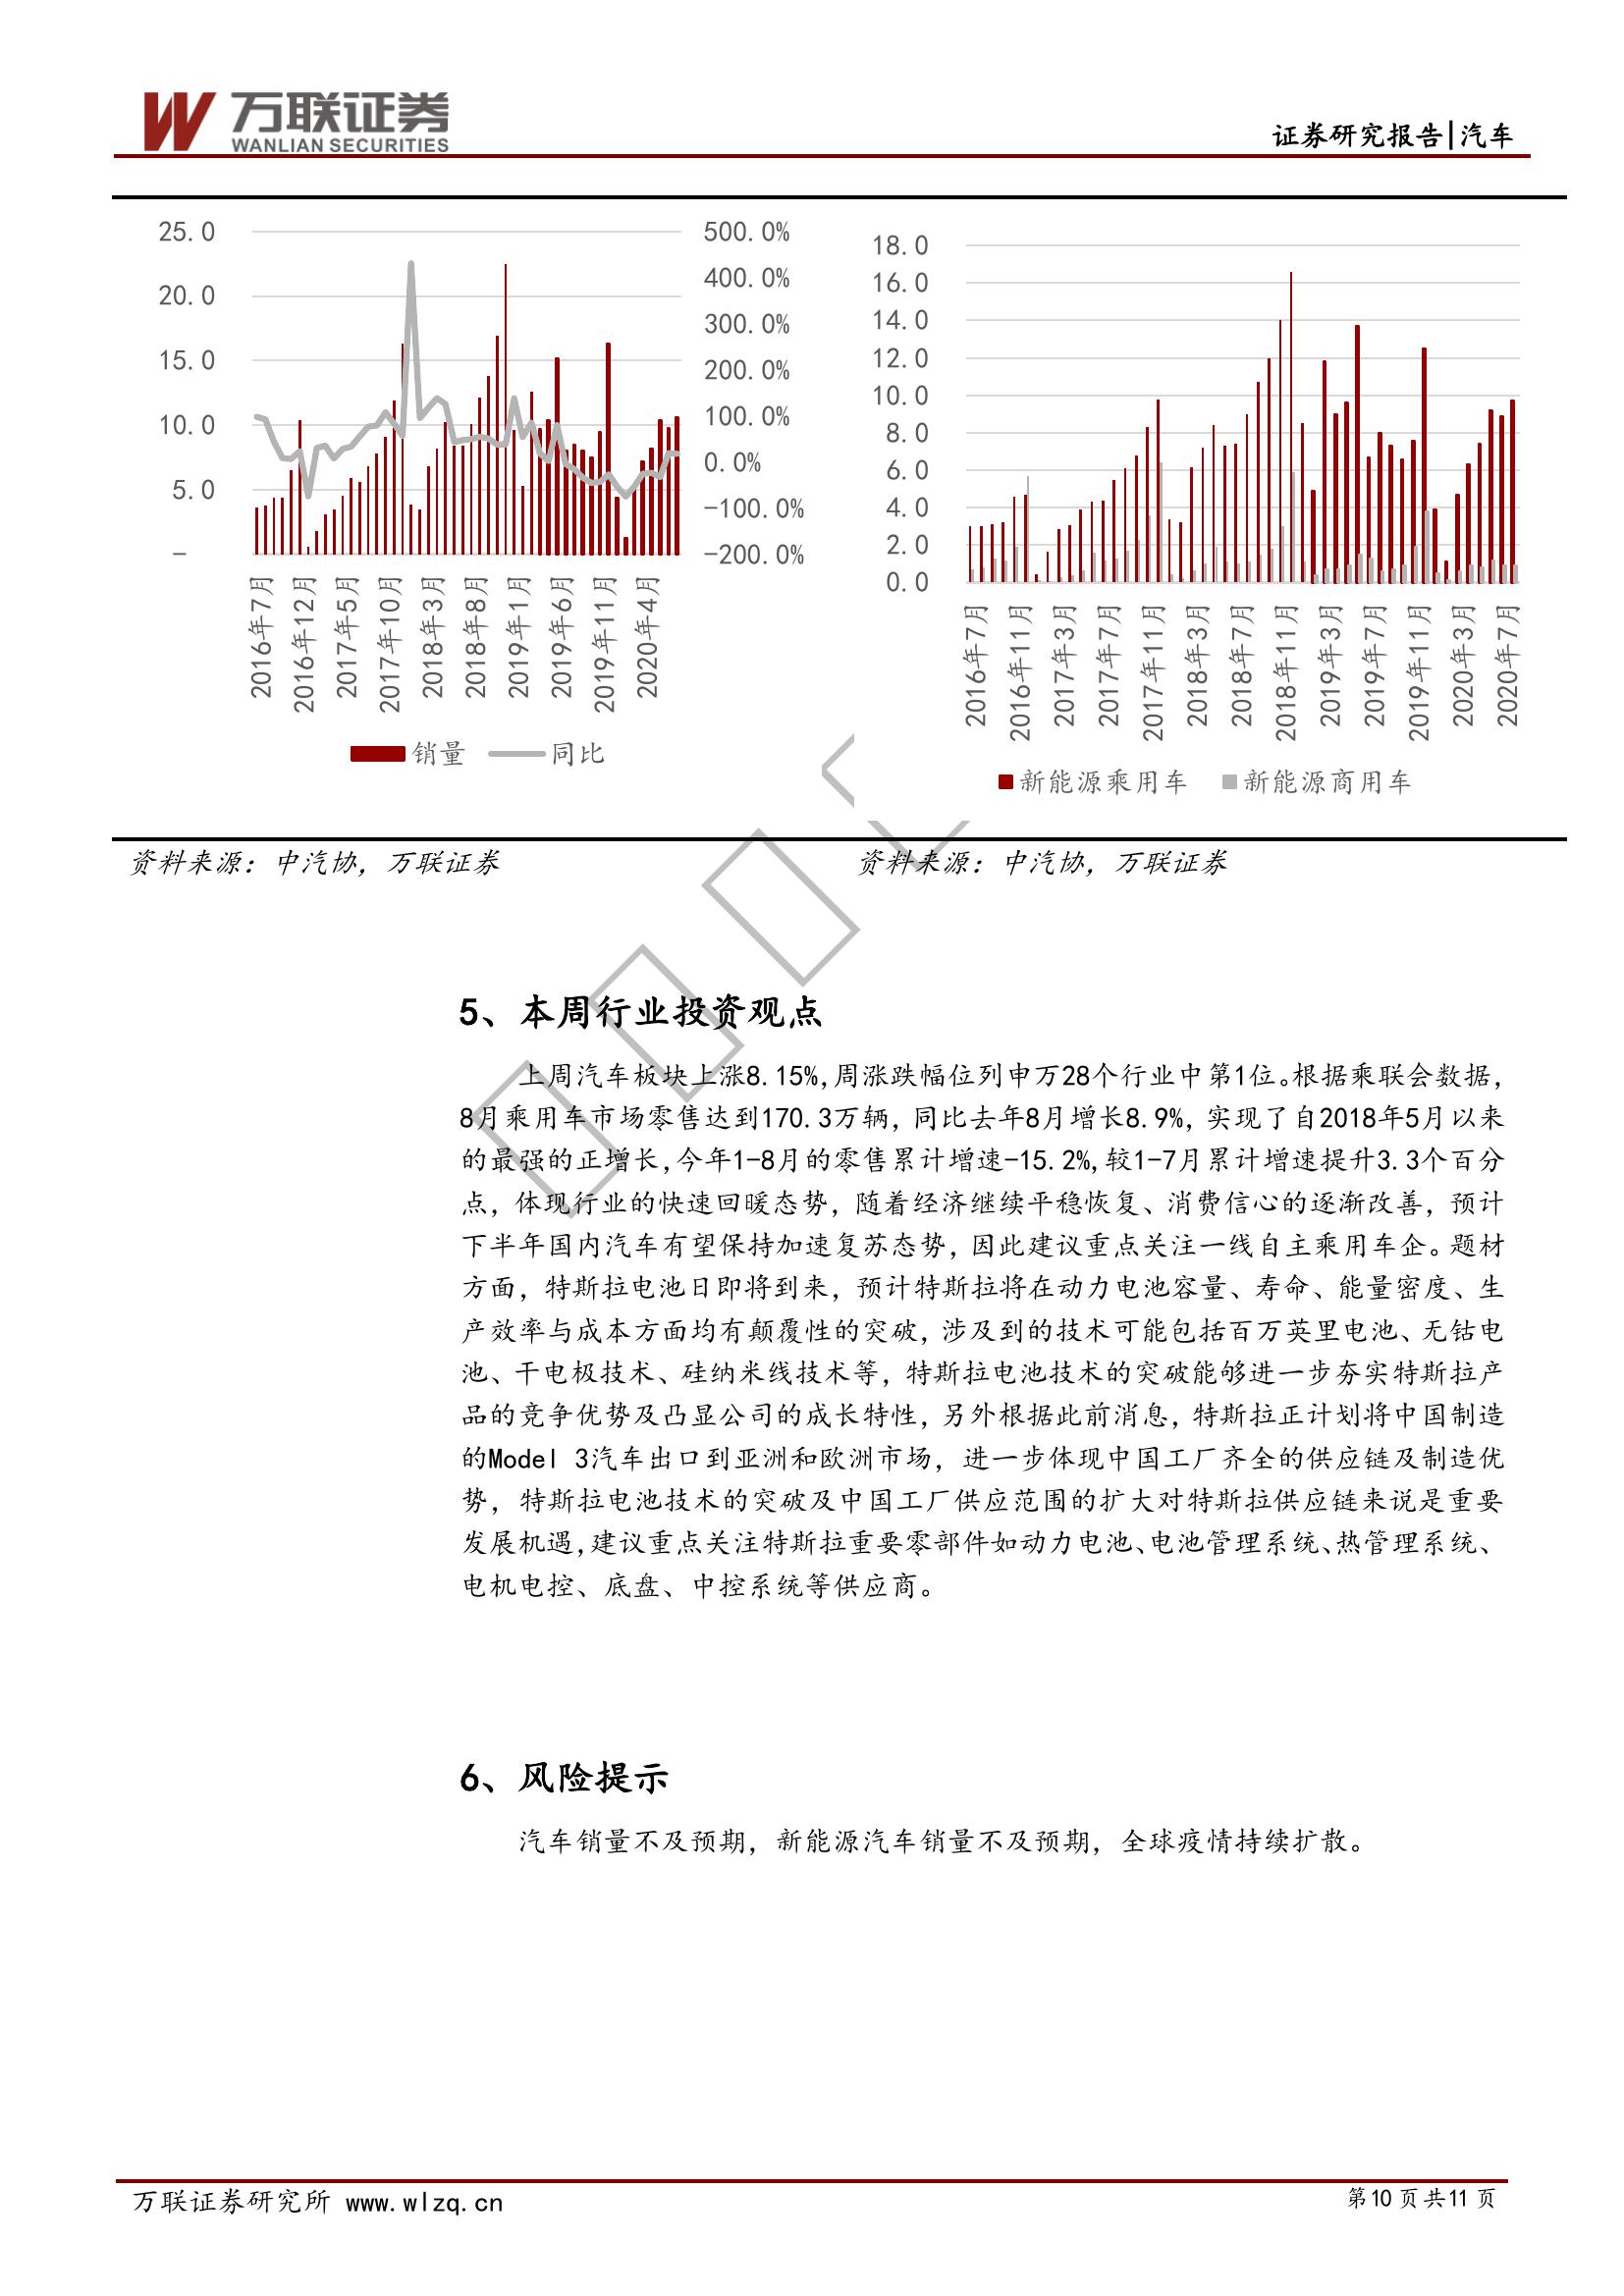 万联证券
WANLIAN SECURITIES
证券研究报告|汽车
25.0
20.0
15.0
10.0
5.0
-
500.0%
400.0%
300.0%
200.0%
100.0%
0.0%
-100.0%
-200.0%
2016年7月
2016年12月
2017年5月
2017年10月
2018年3月
2018年8月
2019年1月
2019年6月
2019年11月
2020年4月
销量
同比
18.0
16.0
14.0
12.0
10.0
8.0
6.0
4.0
2.0
0.0
2016年7月
2016年11月
2017年3月
2017年7月
2017年11月
2018年3月
2018年7月
2018年11月
2019年3月
2019年7月
2019年11月
2020年3月
2020年7月
新能源乘用车
新能源商用车
资料来源：中汽协，万联证券
资料来源：中汽协，万联证券
5、本周行业投资观点
上周汽车板块上涨8.15%,周涨跌幅位列申万28个行业中第1位。根据乘联会数据，
8月乘用车市场零售达到170.3万辆，同比去年8月增长8.9%，实现了自2018年5月以来
的最强的正增长,今年1-8月的零售累计增速-15.2%,较1-7月累计增速提升3.3个百分
点，体现行业的快速回暖态势，随着经济继续平稳恢复、消费信心的逐渐改善，预计
下半年国内汽车有望保持加速复苏态势，因此建议重点关注一线自主乘用车企。题材
方面，特斯拉电池日即将到来，预计特斯拉将在动力电池容量、寿命、能量密度、生
产效率与成本方面均有颠覆性的突破，涉及到的技术可能包括百万英里电池、无钴电
池、干电极技术、硅纳米线技术等，特斯拉电池技术的突破能够进一步夯实特斯拉产
品的竞争优势及凸显公司的成长特性，另外根据此前消息，特斯拉正计划将中国制造
的Model 3汽车出口到亚洲和欧洲市场，进一步体现中国工厂齐全的供应链及制造优
势，特斯拉电池技术的突破及中国工厂供应范围的扩大对特斯拉供应链来说是重要
发展机遇,建议重点关注特斯拉重要零部件如动力电池、电池管理系统、热管理系统、
电机电控、底盘、中控系统等供应商。
6、风险提示
汽车销量不及预期，新能源汽车销量不及预期，全球疫情持续扩散。
万联证券研究所 www.wlzq.cn
第10页共11页